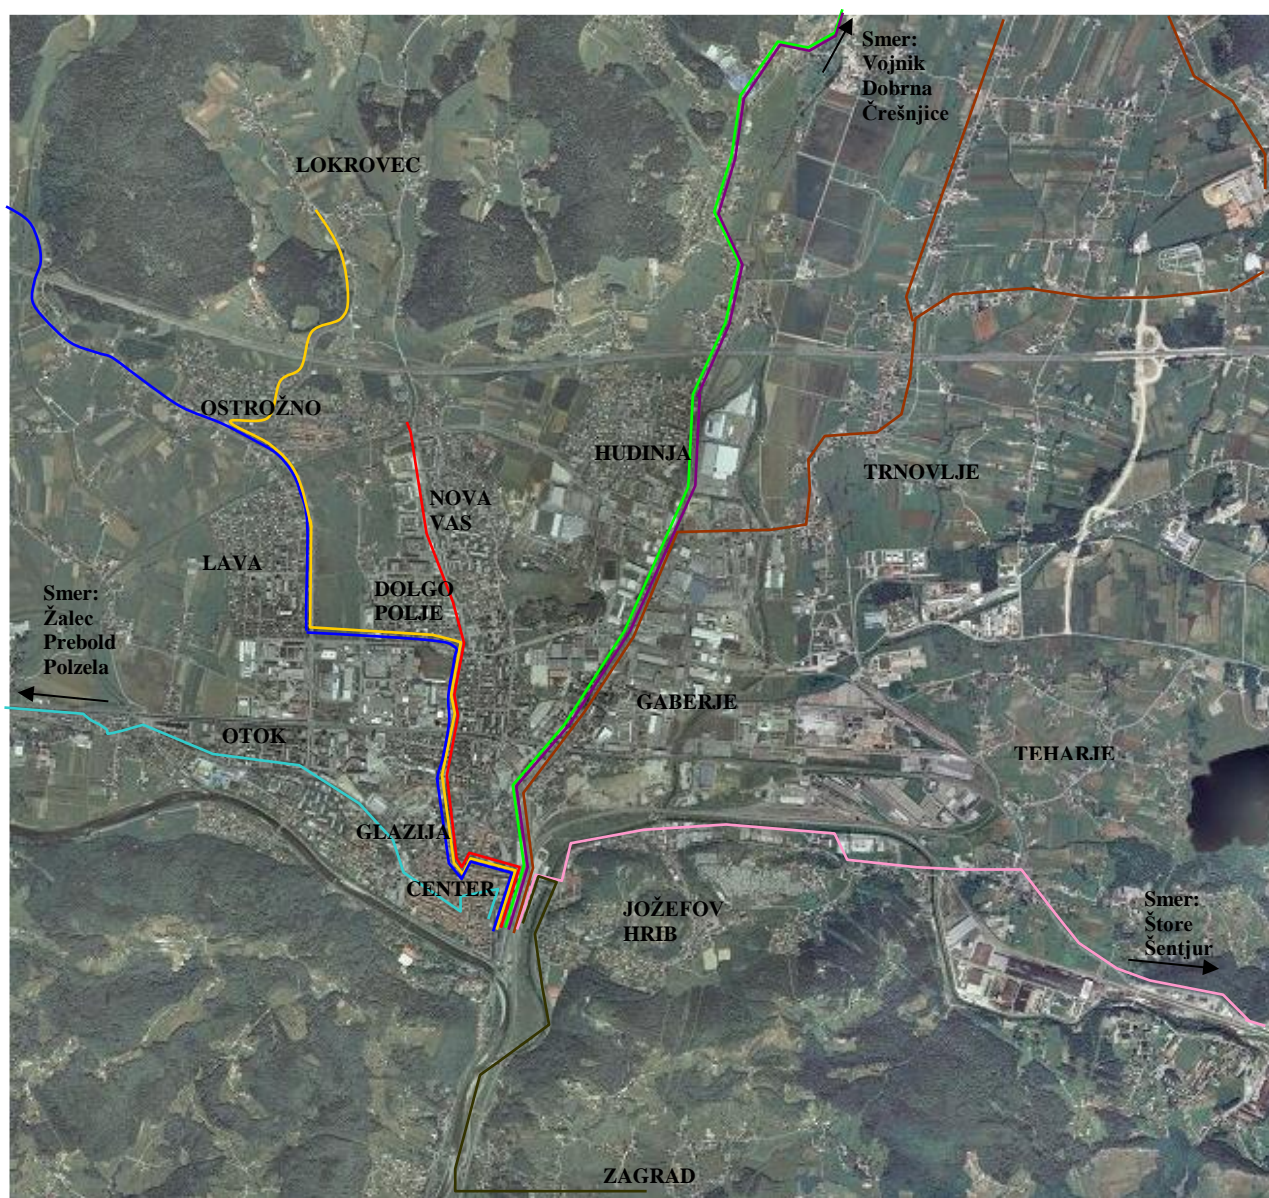 Smer:
Vojnik
Dobrna
Črešnjice
LOKROVEC
OSTROŽNO
HUDINJA
TRNOVLJE
NOVA
VAS
LAVA
DOLGO
POLJE
Smer:
Žalec
Prebold
Polzela
GABERJE
OTOK
TEHARJE
GLAZIJA
CENTER
JOŽEFOV
HRIB
Smer:
Štore
Šentjur
ZAGRAD